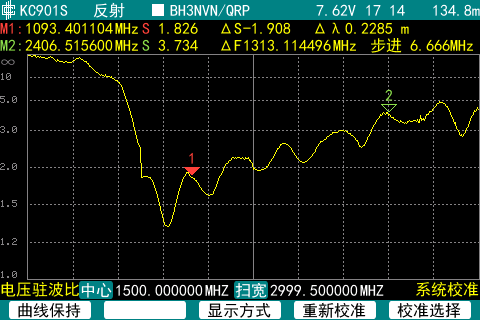 KC901S 反射 BH3NVN/QRP 7.62V 17 14 134.8m
M1:1093.401104MHz S 1.826 ΔS-1.908 Δλ0.2285 m
M2:2406.515600MHz S 3.734 ΔF1313.114496MHz 步进 6.666MHz
∞
10
5.0
2
3.0
1
2.0
1.5
1.2
1.0
电压驻波比 中心 1500.000000MHZ 扫宽 2999.500000MHZ 系统校准
曲线保持 显示方式 重新校准 校准选择